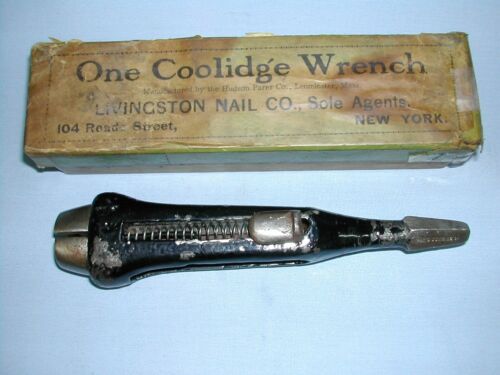 One Coolidge Wrench
Manufactured by the Hudson Parer Co., Leominster, Mass.
LIVINGSTON NAIL CO., Sole Agents.
104 Reade Street, NEW YORK.